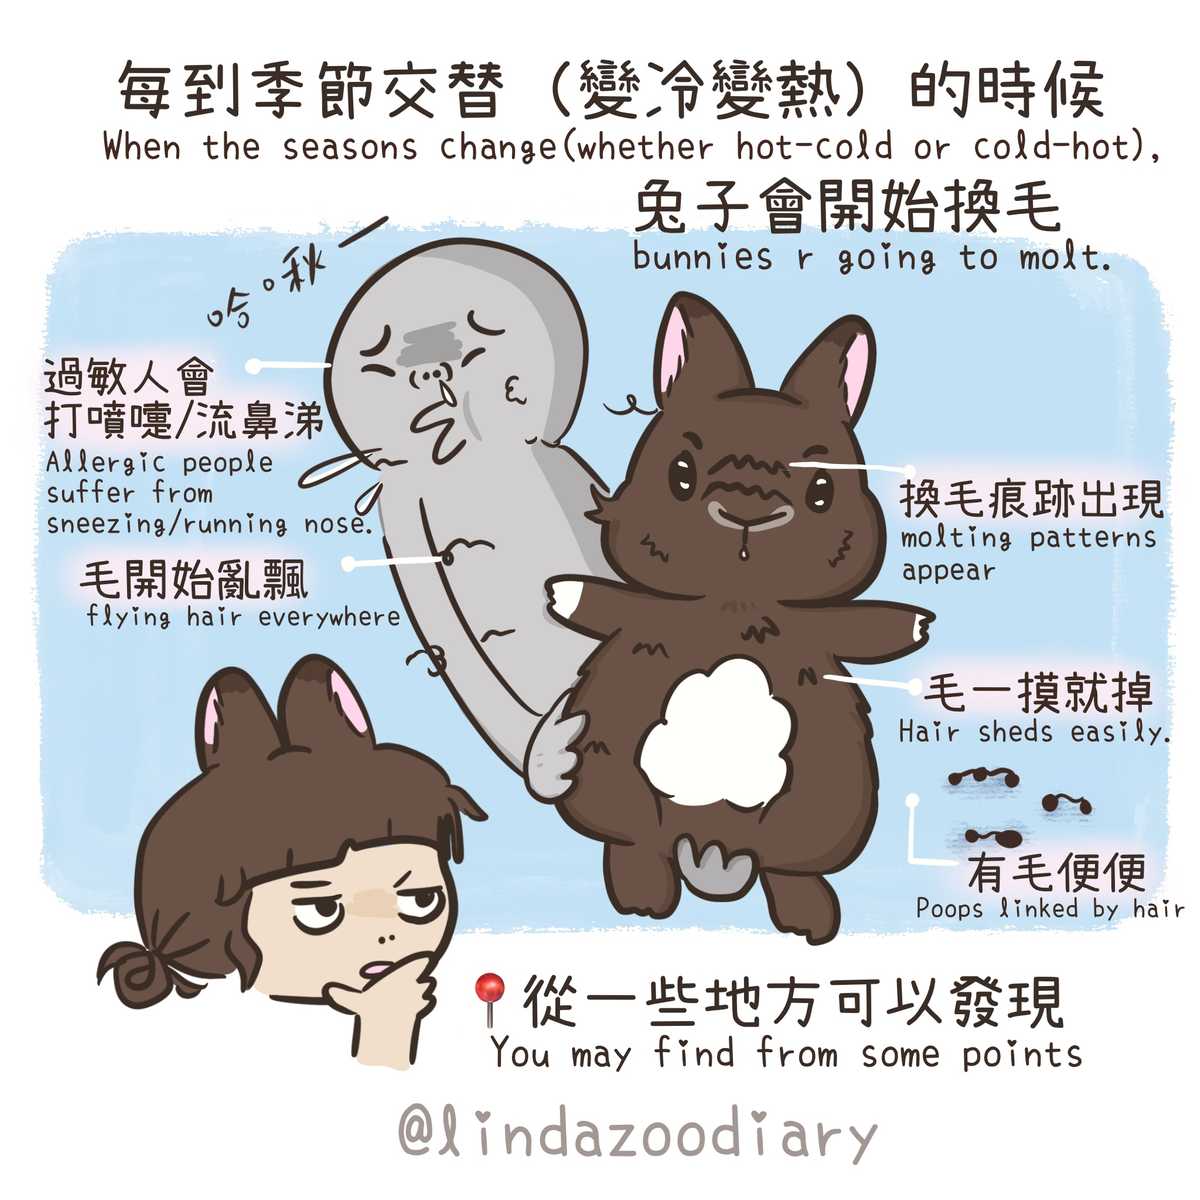 每到季節交替（變冷變熱）的時候
When the seasons change(whether hot-cold or cold-hot),
兔子會開始換毛
bunnies r going to molt.
哈。秋一
過敏人會
打噴嚏/流鼻涕
Allergic people
suffer from
sneezing/running nose.
毛開始亂飄
flying hair everywhere
換毛痕跡出現
molting patterns
appear
毛一摸就掉
Hair sheds easily.
有毛便便
Poops linked by hair
從一些地方可以發現
You may find from some points
@lindazoodiary